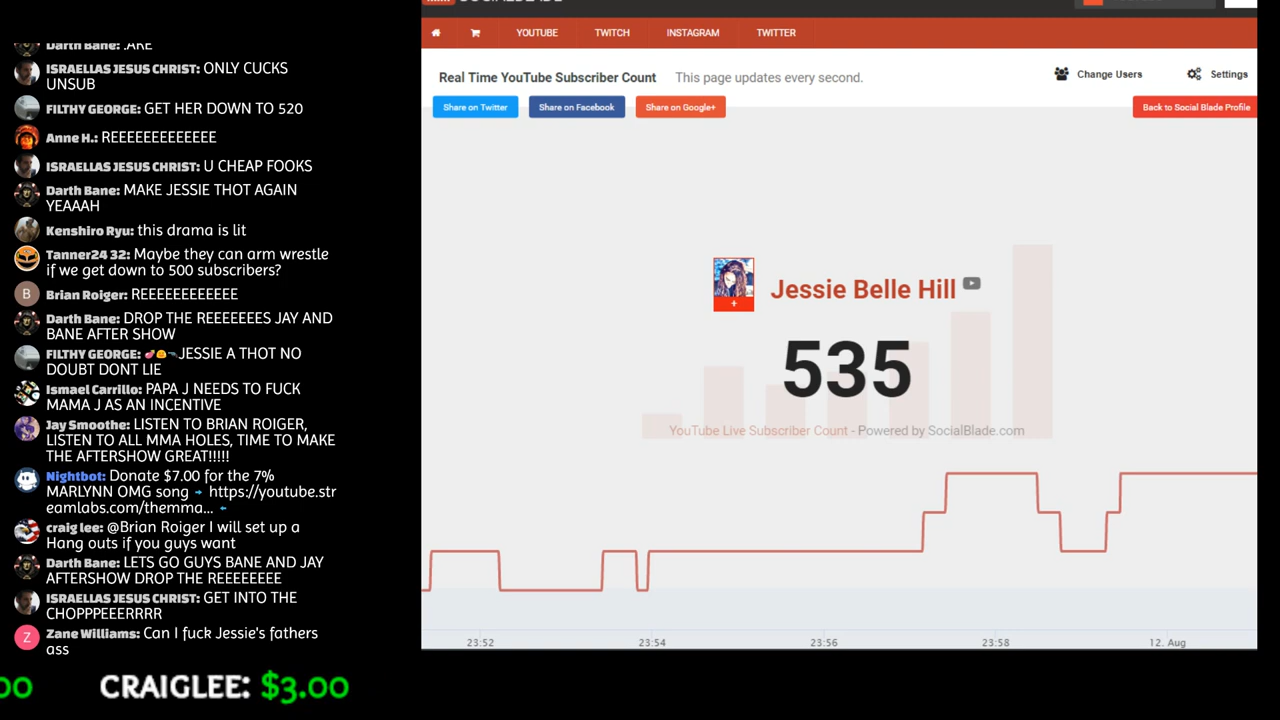 Darth Bane: .ARE
ISRAELLAS JESUS CHRIST: ONLY CUCKS
UNSUB
FILTHY GEORGE: GET HER DOWN TO 520
Anne H.: REEEEEEEEEEEEE
ISRAELLAS JESUS CHRIST: U CHEAP FOOKS
Darth Bane: MAKE JESSIE THOT AGAIN
YEAAAH
Kenshiro Ryu: this drama is lit
Tanner24 32: Maybe they can arm wrestle
if we get down to 500 subscribers?
B
Brian Roiger: REEEEEEEEEEEE
Darth Bane: DROP THE REEEEEEES JAY AND
BANE AFTER SHOW
FILTHY GEORGE: JESSIE A THOT NO
DOUBT DONT LIE
Ismael Carrillo: PAPA J NEEDS TO FUCK
MAMA J AS AN INCENTIVE
Jay Smoothe: LISTEN TO BRIAN ROIGER,
LISTEN TO ALL MMA HOLES, TIME TO MAKE
THE AFTERSHOW GREAT!!!!!
Nightbot: Donate $7.00 for the 7%
MARLYNN OMG song → https://youtube.str
eamlabs.com/themma... ←
craig lee: @Brian Roiger I will set up a
Hang outs if you guys want
Darth Bane: LETS GO GUYS BANE AND JAY
AFTERSHOW DROP THE REEEEEEEE
ISRAELLAS JESUS CHRIST: GET INTO THE
CHOPPPEEERRRR
Z
Zane Williams: Can I fuck Jessie's fathers
ass
00 CRAIGLEE: $3.00
YOUTUBE TWITCH INSTAGRAM TWITTER
Real Time YouTube Subscriber Count This page updates every second.
Change Users Settings
Share on Twitter Share on Facebook Share on Google+ Back to Social Blade Profile
+
Jessie Belle Hill
535
YouTube Live Subscriber Count - Powered by SocialBlade.com
23:52 23:54 23:56 23:58 12. Aug